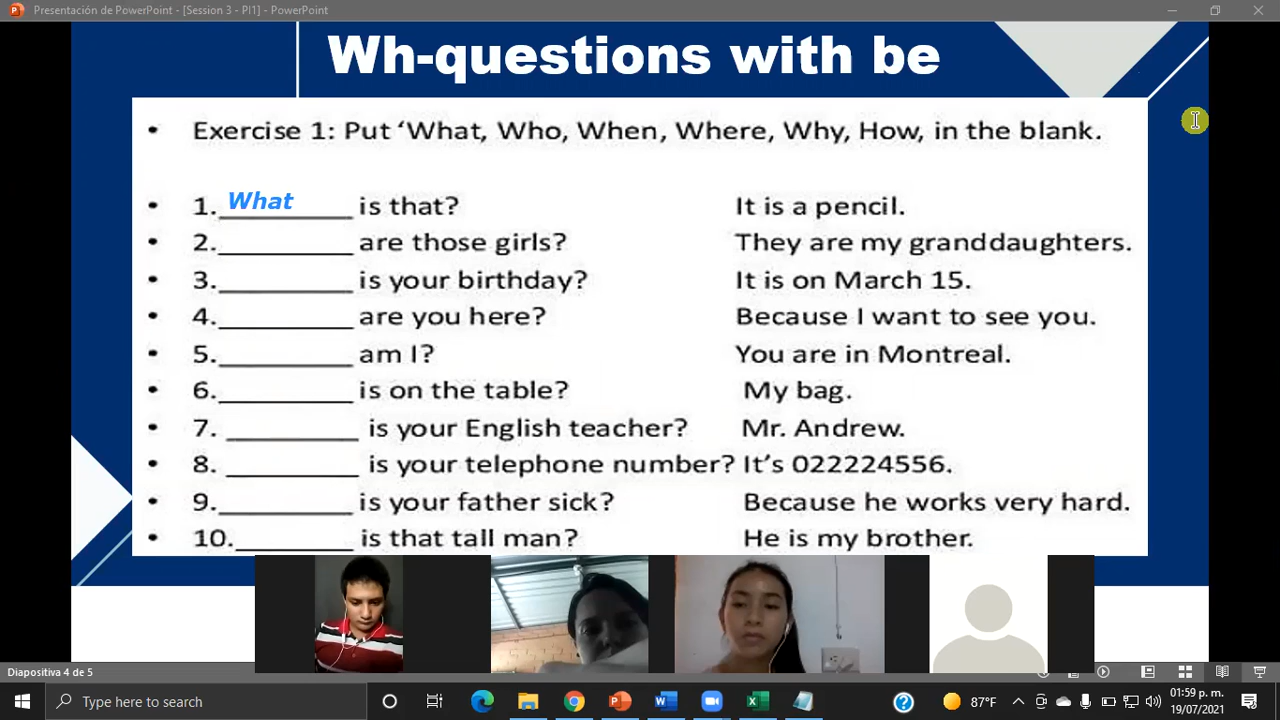 Presentación de PowerPoint - [Session 3 - PI1] - PowerPoint
Wh-questions with be
• Exercise 1: Put ‘What, Who, When, Where, Why, How, in the blank.
• 1. What is that? It is a pencil.
• 2.__________ are those girls? They are my granddaughters.
• 3.__________ is your birthday? It is on March 15.
• 4.__________ are you here? Because I want to see you.
• 5.__________ am I? You are in Montreal.
• 6.__________ is on the table? My bag.
• 7. __________ is your English teacher? Mr. Andrew.
• 8. __________ is your telephone number? It’s 022224556.
• 9.__________ is your father sick? Because he works very hard.
• 10.__________ is that tall man? He is my brother.
Diapositiva 4 de 5
Type here to search
87°F
01:59 p. m.
19/07/2021